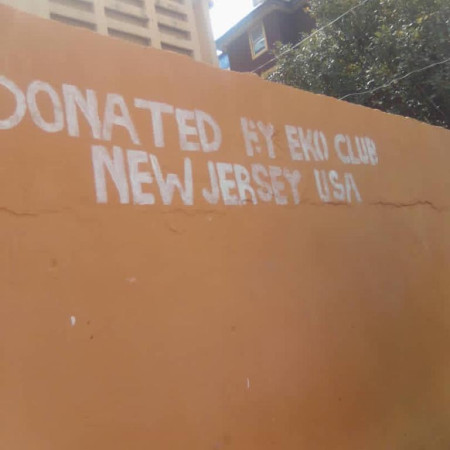 DONATED BY EKO CLUB
NEW JERSEY USA